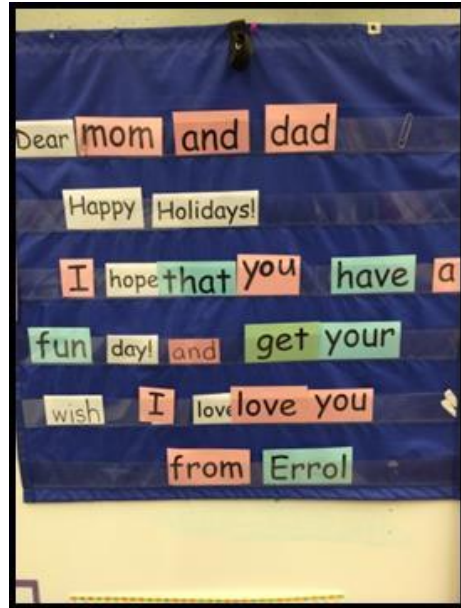 Dear mom and dad
Happy Holidays!
I hope that you have a
fun day! and get your
wish I love love you
from Errol